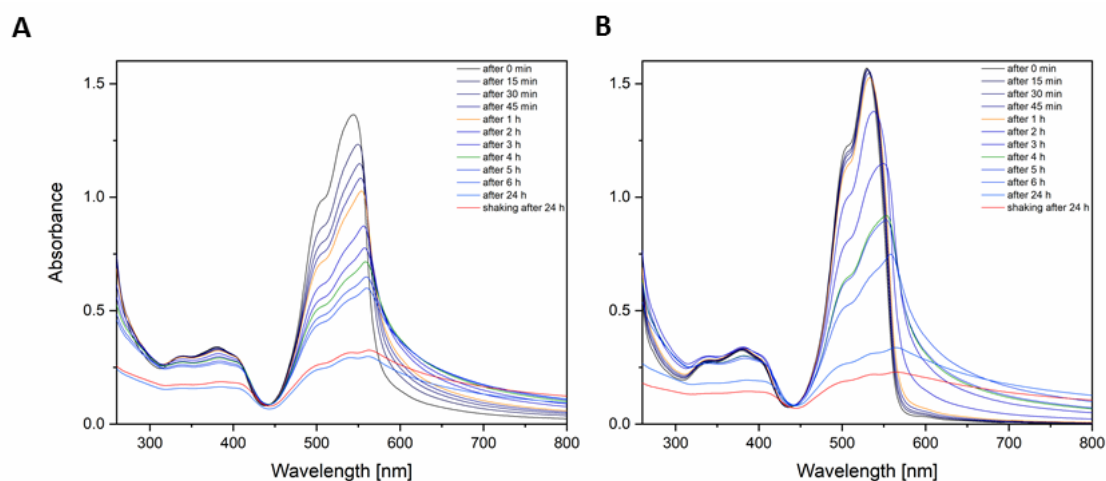 A
1.5
1.0
0.5
0.0
Absorbance
300
400
500
600
700
800
Wavelength [nm]
after 0 min
after 15 min
after 30 min
after 45 min
after 1 h
after 2 h
after 3 h
after 4 h
after 5 h
after 6 h
after 24 h
shaking after 24 h
B
1.5
1.0
0.5
0.0
300
400
500
600
700
800
Wavelength [nm]
after 0 min
after 15 min
after 30 min
after 45 min
after 1 h
after 2 h
after 3 h
after 4 h
after 5 h
after 6 h
after 24 h
shaking after 24 h